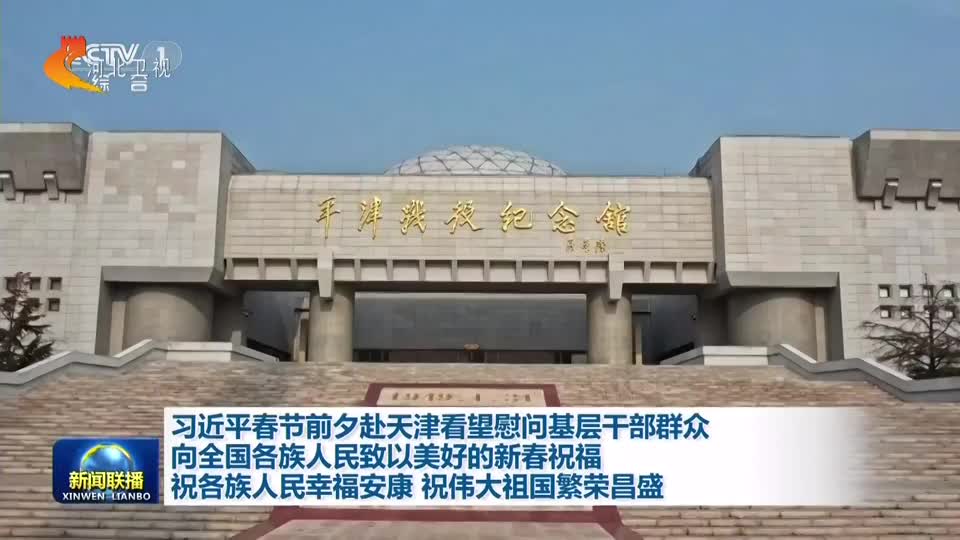 CCTV 1
综合
河北卫视
平津战役纪念馆
习近平春节前夕赴天津看望慰问基层干部群众
向全国各族人民致以美好的新春祝福
祝各族人民幸福安康 祝伟大祖国繁荣昌盛
新闻联播
XINWEN LIANBO